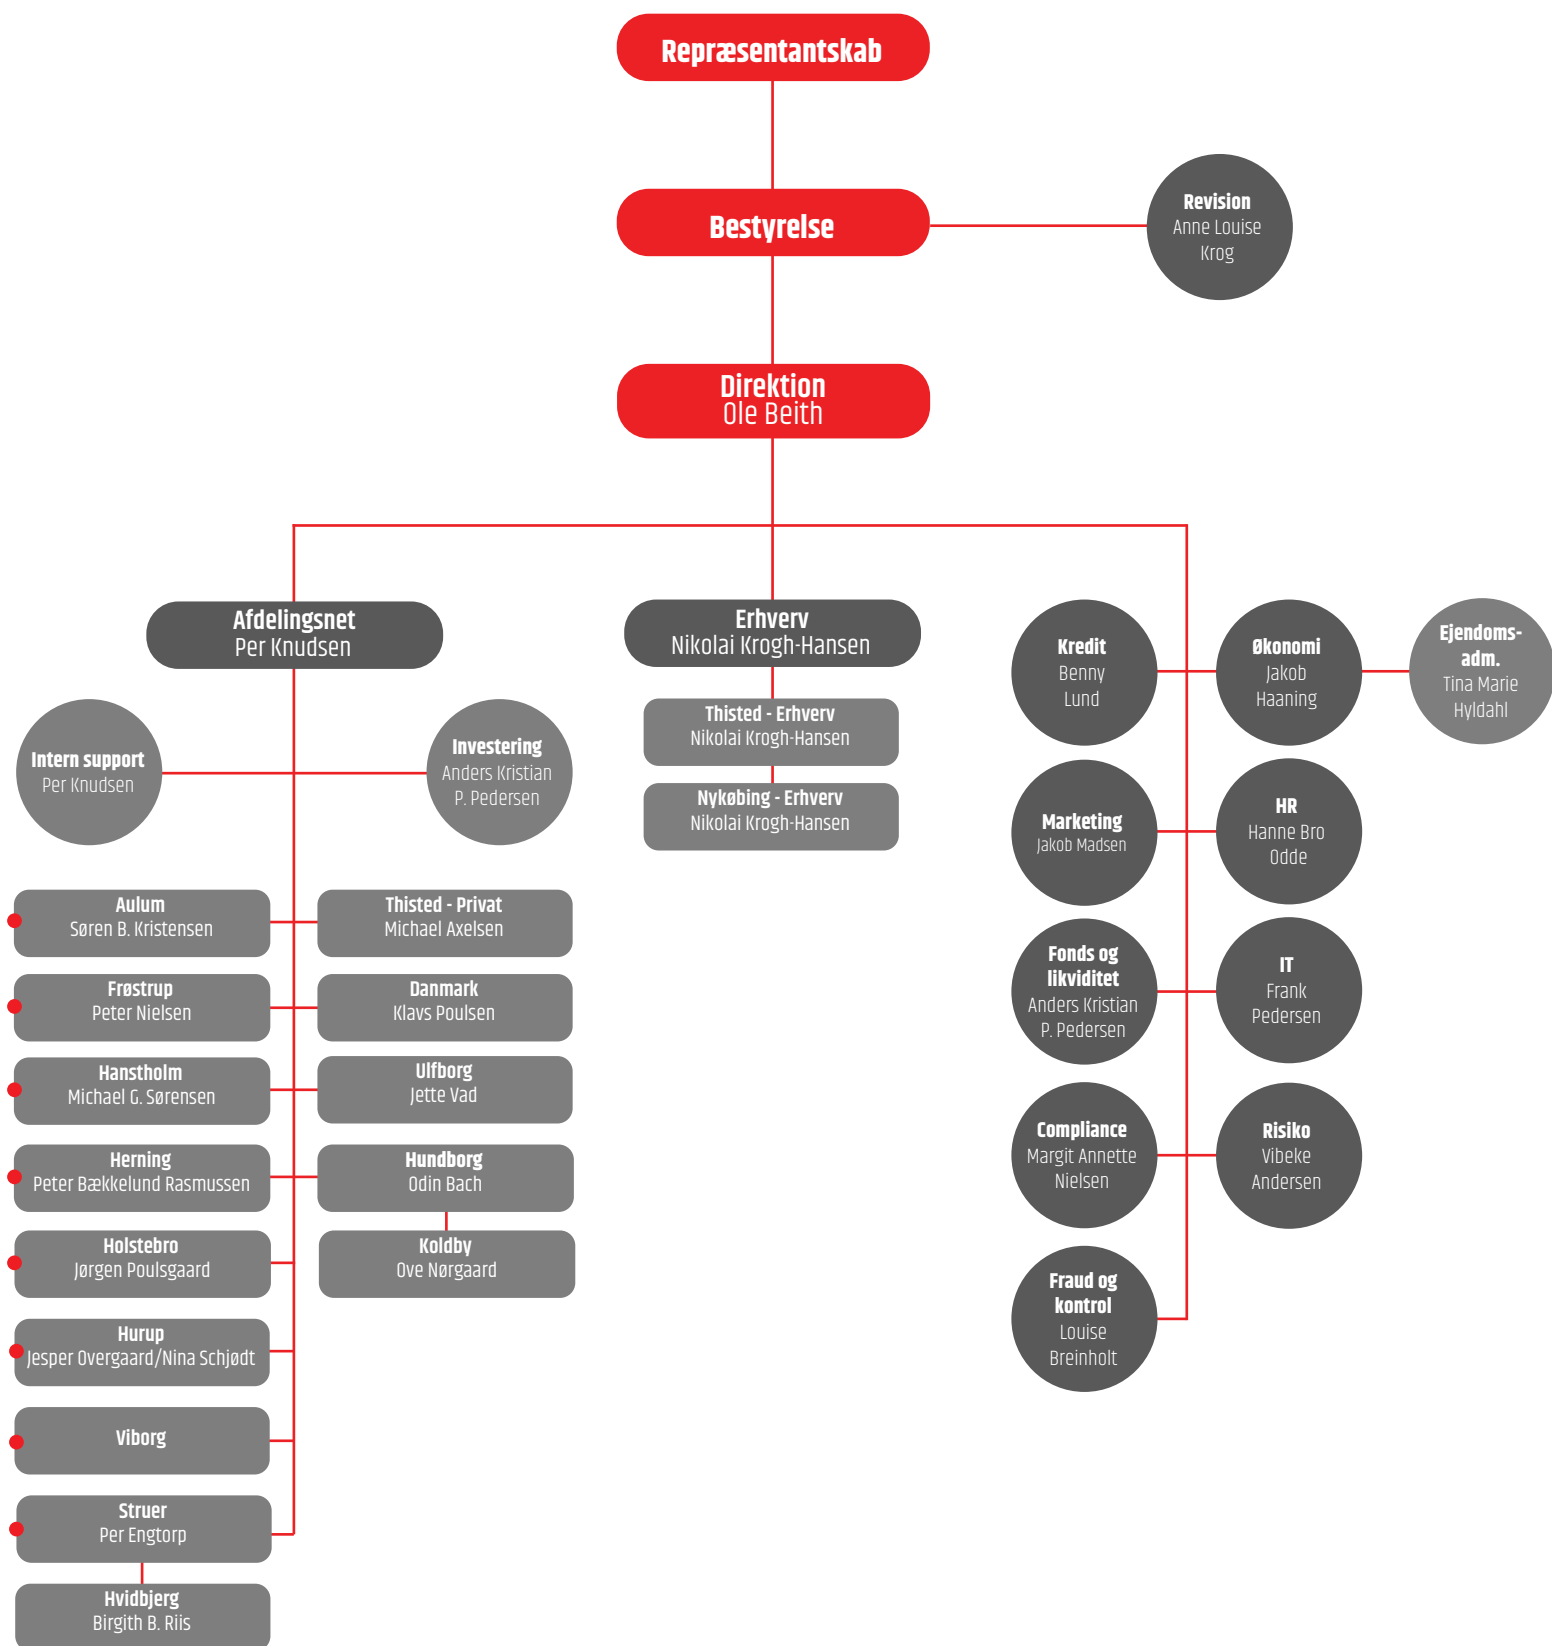 Repræsentantskab
Bestyrelse
Revision
Anne Louise
Krog
Direktion
Ole Beith
Afdelingsnet
Per Knudsen
Intern support
Per Knudsen
Investering
Anders Kristian
P. Pedersen
Aulum
Søren B. Kristensen
Thisted - Privat
Michael Axelsen
Frøstrup
Peter Nielsen
Danmark
Klavs Poulsen
Hanstholm
Michael G. Sørensen
Ulfborg
Jette Vad
Herning
Peter Bækkelund Rasmussen
Hundborg
Odin Bach
Holstebro
Jørgen Poulsgaard
Koldby
Ove Nørgaard
Hurup
Jesper Overgaard/Nina Schjødt
Viborg
Struer
Per Engtorp
Hvidbjerg
Birgith B. Riis
Erhverv
Nikolai Krogh-Hansen
Thisted - Erhverv
Nikolai Krogh-Hansen
Nykøbing - Erhverv
Nikolai Krogh-Hansen
Kredit
Benny
Lund
Økonomi
Jakob
Haaning
Ejendoms-
adm.
Tina Marie
Hyldahl
Marketing
Jakob Madsen
HR
Hanne Bro
Odde
Fonds og
likviditet
Anders Kristian
P. Pedersen
IT
Frank
Pedersen
Compliance
Margit Annette
Nielsen
Risiko
Vibeke
Andersen
Fraud og
kontrol
Louise
Breinholt